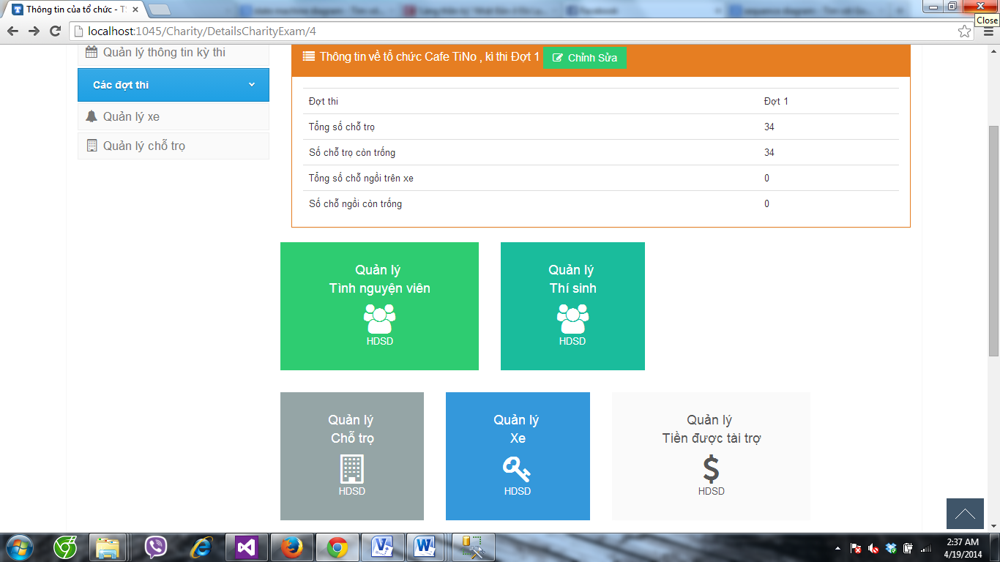 Thông tin của tổ chức - TS
Close
localhost:1045/Charity/DetailsCharityExam/4
Quản lý thông tin kỳ thi
Các đợt thi
Quản lý xe
Quản lý chỗ trọ
Thông tin về tổ chức Cafe TiNo , kì thi Đợt 1 Chỉnh Sửa
Đợt thi Đợt 1
Tổng số chỗ trọ 34
Số chỗ trọ còn trống 34
Tổng số chỗ ngồi trên xe 0
Số chỗ ngồi còn trống 0
Quản lý
Tình nguyện viên
HDSD
Quản lý
Thí sinh
HDSD
Quản lý
Chỗ trọ
HDSD
Quản lý
Xe
HDSD
Quản lý
Tiền được tài trợ
$
HDSD
2:37 AM
4/19/2014